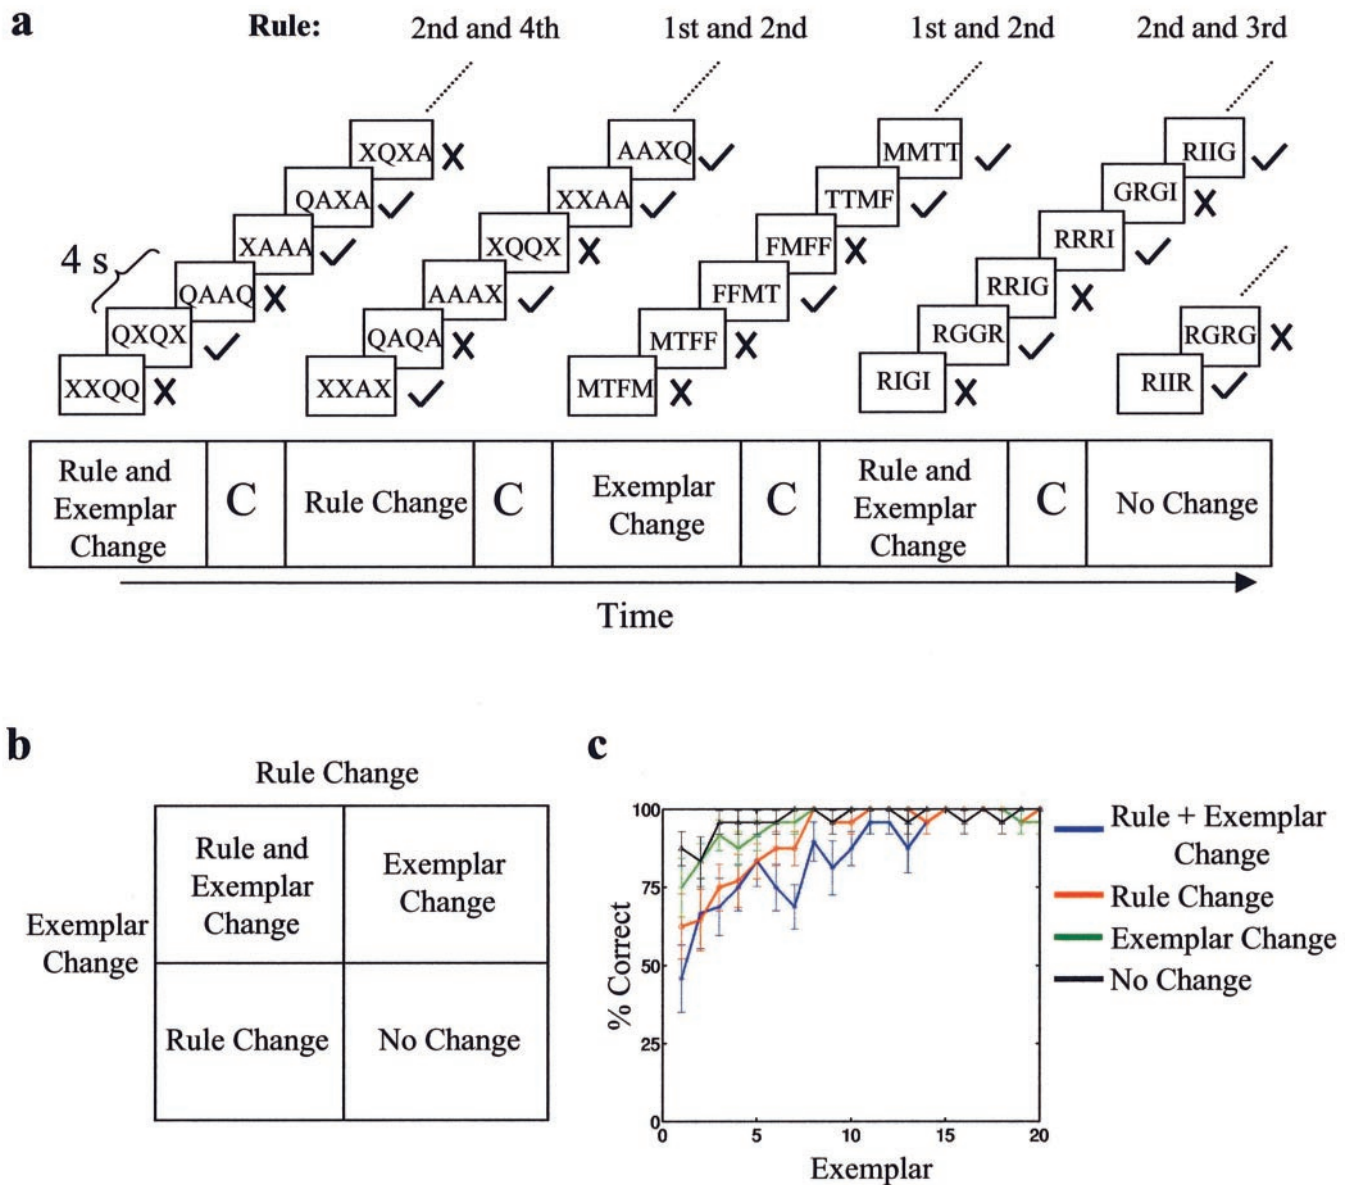 a
Rule: 2nd and 4th 1st and 2nd 1st and 2nd 2nd and 3rd
XQXA
QAXA
XAAA
4 s
QAAQ
QXQX
XXQQ
AAXQ
XXAA
XQQX
AAAX
QAQA
XXAX
MMTT
TTMF
FMFF
FFMT
MTFF
MTFM
RIIG
GRGI
RRRI
RRIG
RGGR
RIGI
RGRG
RIIR
Rule and
Exemplar
Change
C
Rule Change
C
Exemplar
Change
C
Rule and
Exemplar
Change
C
No Change
Time
b
Rule Change
Exemplar
Change
Rule and
Exemplar
Change
Exemplar
Change
Rule Change
No Change
c
% Correct
100
75
50
25
0
0 5 10 15 20
Exemplar
Rule + Exemplar
Change
Rule Change
Exemplar Change
No Change